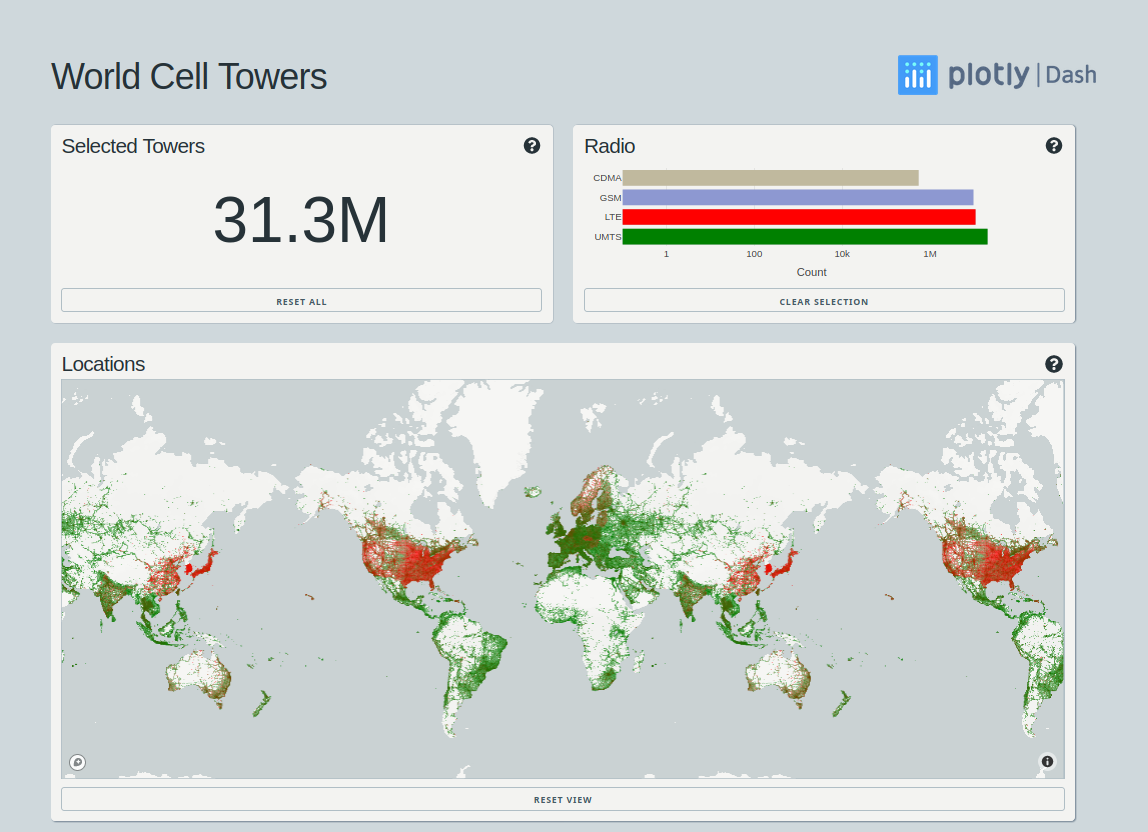 World Cell Towers
plotly | Dash
Selected Towers
?
31.3M
RESET ALL
Radio
?
CDMA
GSM
LTE
UMTS
1 100 10k 1M
Count
CLEAR SELECTION
Locations
?
i
RESET VIEW